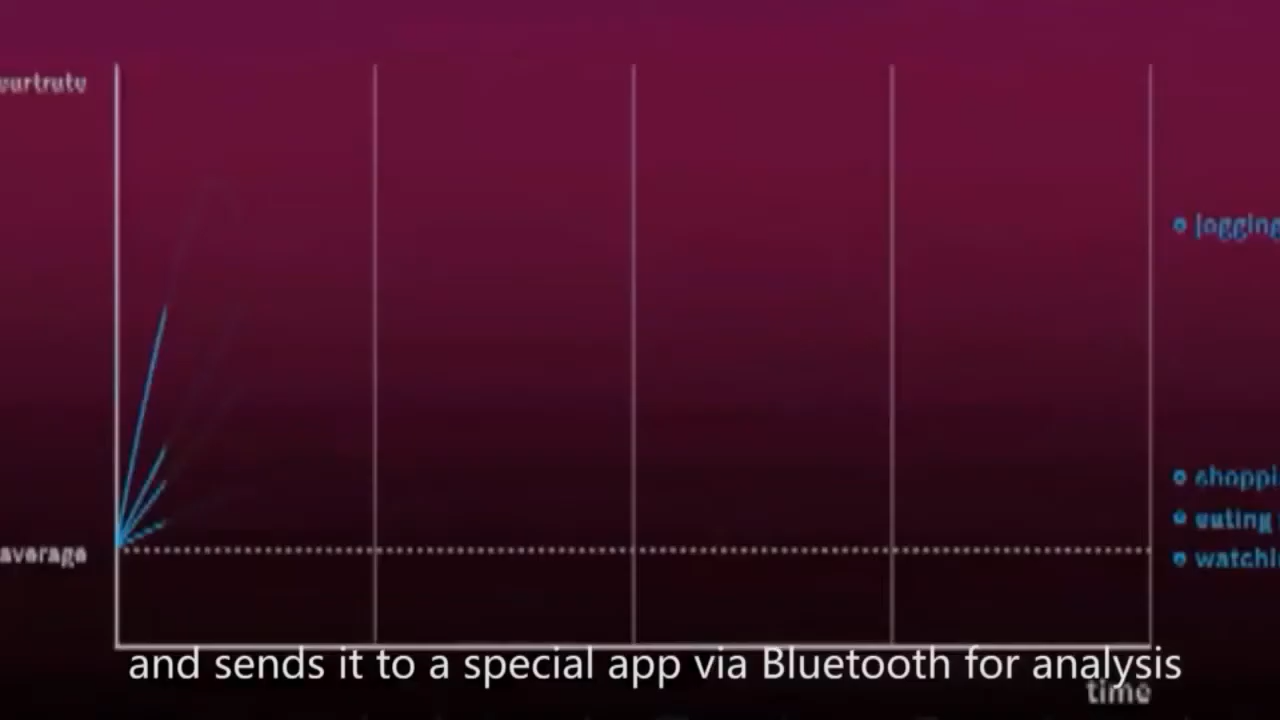 jogging
shoppi
eating
average
watchi
and sends it to a special app via Bluetooth for analysis
time